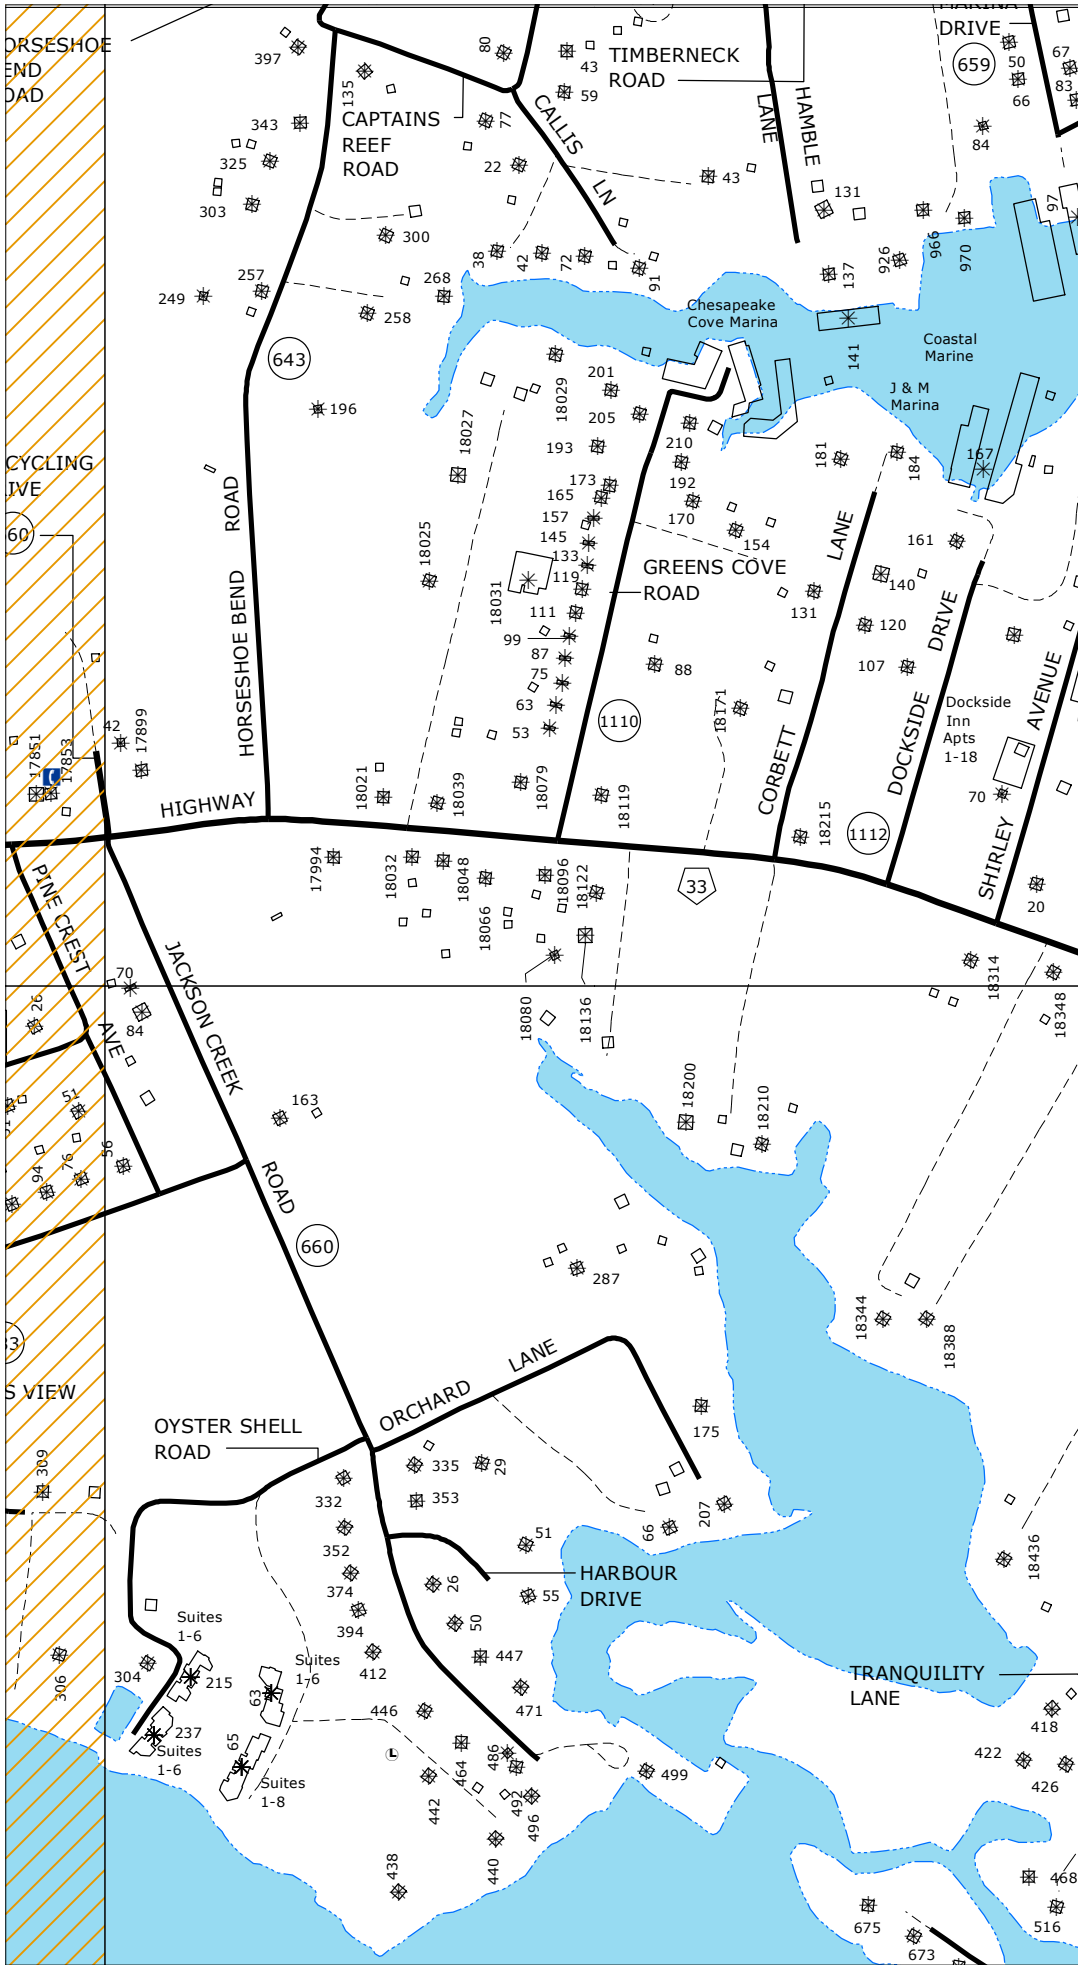 ORSESHOE
END
OAD
397
80
43
TIMBERNECK
ROAD
MARINA
DRIVE
659
50
67
83
66
135
59
CAPTAINS
REEF
ROAD
343
77
CALLIS
LN
LANE
HAMBLE
84
325
22
43
131
97
303
300
38
42
72
91
137
926
966
970
249
257
268
258
Chesapeake
Cove Marina
141
Coastal
Marine
643
J & M
Marina
201
18029
205
196
193
210
18027
181
184
167
CYCLING
IVE
60
173
192
165
170
157
154
145
133
119
161
ROAD
18025
18031
GREENS COVE
ROAD
LANE
140
111
131
99
120
87
88
107
75
DRIVE
63
1110
18171
53
HORSESHOE BEND
CORBETT
DOCKSIDE
Dockside
Inn
Apts
1-18
AVENUE
42
17899
17851
17853
70
HIGHWAY
18021
18039
18079
18119
18215
1112
SHIRLEY
20
17994
18032
18048
18066
18096
18122
33
PINE CREST
AVE
JACKSON CREEK
ROAD
70
26
84
18080
18136
18314
18348
51
163
18200
18210
94
76
56
660
287
18344
18388
33
S VIEW
ORCHARD
LANE
OYSTER SHELL
ROAD
175
309
335
29
332
353
207
66
352
51
18436
374
26
55
HARBOUR
DRIVE
394
50
Suites
1-6
412
447
306
304
215
Suites
1-6
63
TRANQUILITY
LANE
446
471
418
237
Suites
1-6
65
464
486
422
426
499
Suites
1-8
442
492
496
438
440
468
675
516
673